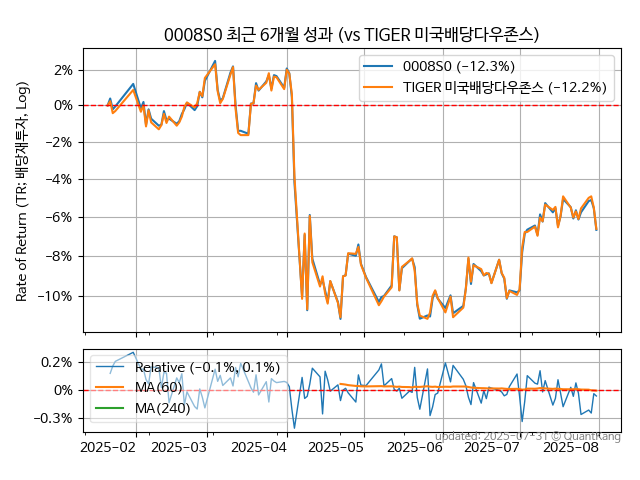 0008S0 최근 6개월 성과 (vs TIGER 미국배당다우존스)
Rate of Return (TR: 배당재투자, Log)
2%
0%
−2%
−4%
−6%
−8%
−10%
0008S0 (−12.3%)
TIGER 미국배당다우존스 (−12.2%)
0.2%
0%
−0.3%
Relative (−0.1%, 0.1%)
MA(60)
MA(240)
2025−02
2025−03
2025−04
2025−05
2025−06
2025−07
2025−08
updated: 2025−07−31 © QuantKang